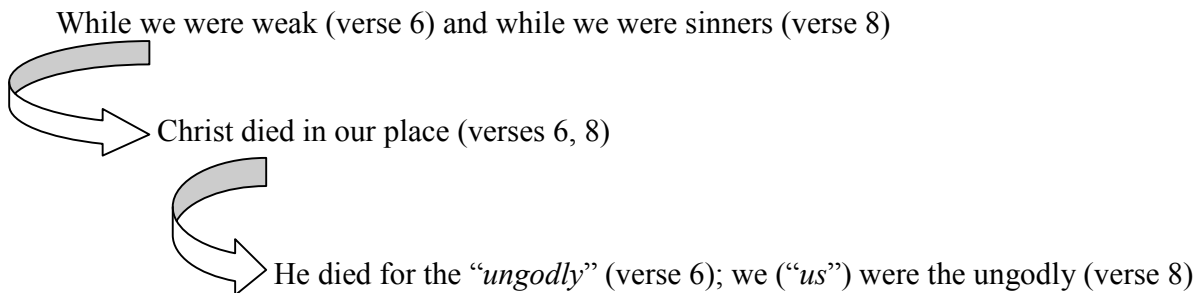 While we were weak (verse 6) and while we were sinners (verse 8)
Christ died in our place (verses 6, 8)
He died for the “ungodly” (verse 6); we (“us”) were the ungodly (verse 8)